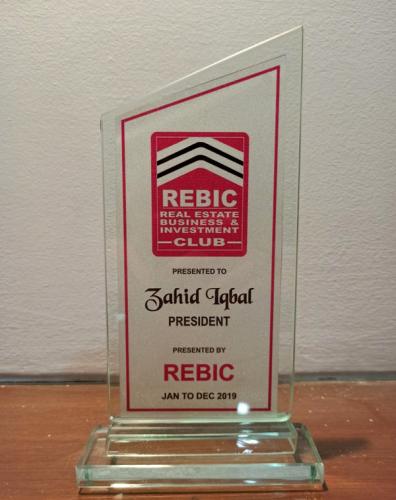 REBIC
REAL ESTATE
BUSINESS &
INVESTMENT
CLUB
PRESENTED TO
Zahid Iqbal
PRESIDENT
PRESENTED BY
REBIC
JAN TO DEC 2019